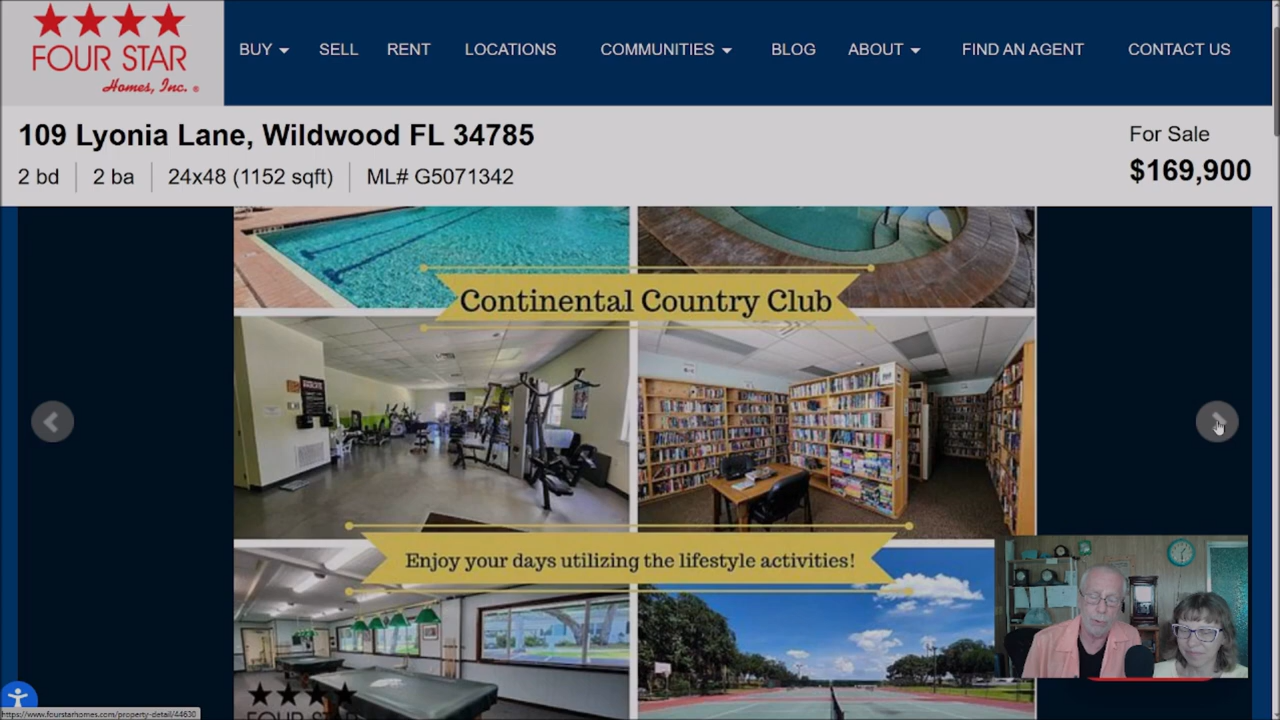 FOUR STAR
Homes, Inc. ®
BUY SELL RENT LOCATIONS COMMUNITIES BLOG ABOUT FIND AN AGENT CONTACT US
109 Lyonia Lane, Wildwood FL 34785
2 bd 2 ba 24x48 (1152 sqft) ML# G5071342
For Sale
$169,900
Continental Country Club
Enjoy your days utilizing the lifestyle activities!
FOUR STAR
https://www.fourstarhomes.com/property-detail/44630